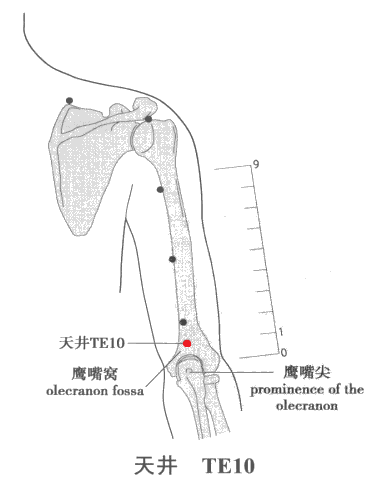 9
天井TE10
1
0
鹰嘴窝
olecranon fossa
鹰嘴尖
prominence of the
olecranon
天井 TE10